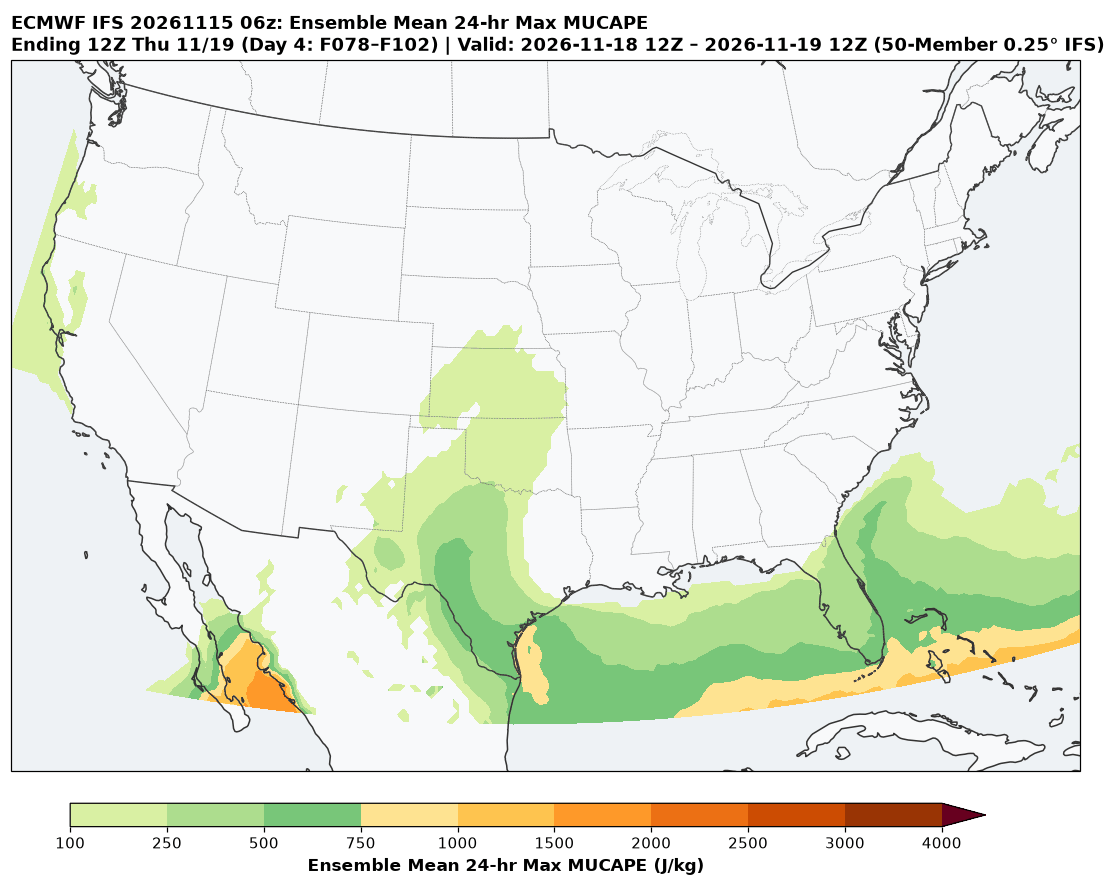 ECMWF IFS 20261115 06z: Ensemble Mean 24-hr Max MUCAPE
Ending 12Z Thu 11/19 (Day 4: F078–F102) | Valid: 2026-11-18 12Z – 2026-11-19 12Z (50-Member 0.25° IFS)
100 250 500 750 1000 1500 2000 2500 3000 4000
Ensemble Mean 24-hr Max MUCAPE (J/kg)